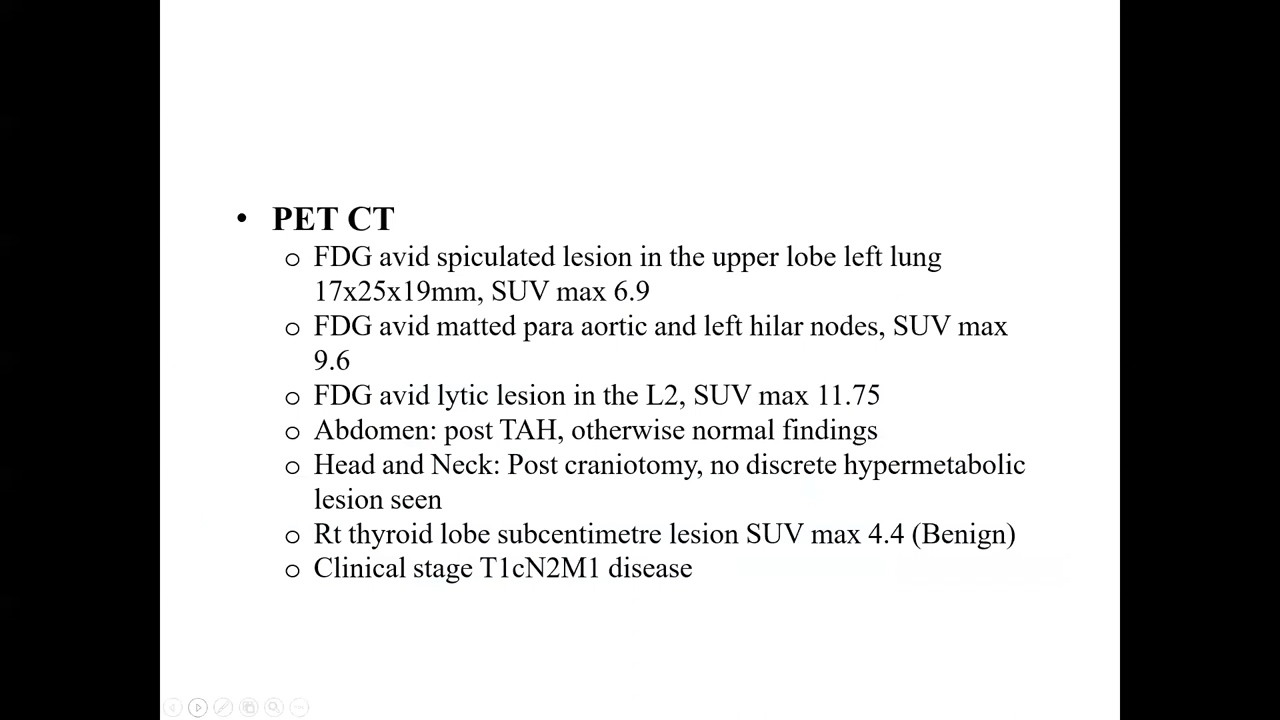 • PET CT
o FDG avid spiculated lesion in the upper lobe left lung
17x25x19mm, SUV max 6.9
o FDG avid matted para aortic and left hilar nodes, SUV max
9.6
o FDG avid lytic lesion in the L2, SUV max 11.75
o Abdomen: post TAH, otherwise normal findings
o Head and Neck: Post craniotomy, no discrete hypermetabolic
lesion seen
o Rt thyroid lobe subcentimetre lesion SUV max 4.4 (Benign)
o Clinical stage T1cN2M1 disease